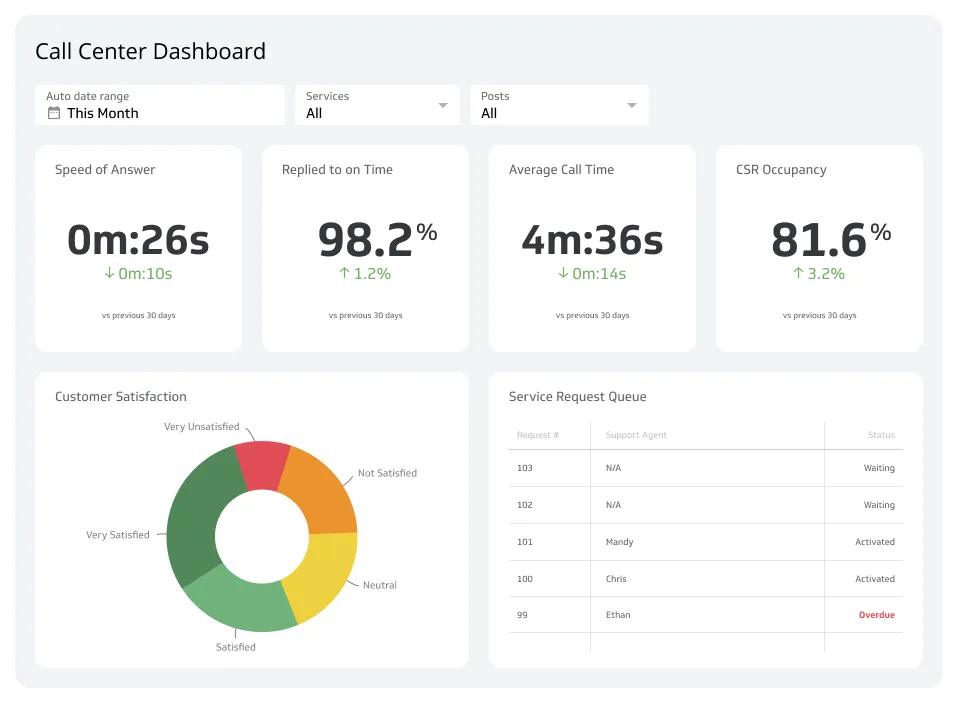 Call Center Dashboard
Auto date range
This Month
Services
All
Posts
All
Speed of Answer
0m:26s
↓ 0m:10s
vs previous 30 days
Replied to on Time
98.2%
↑ 1.2%
vs previous 30 days
Average Call Time
4m:36s
↓ 0m:14s
vs previous 30 days
CSR Occupancy
81.6%
↑ 3.2%
vs previous 30 days
Customer Satisfaction
Very Unsatisfied
Not Satisfied
Very Satisfied
Neutral
Satisfied
Service Request Queue
Request # Support Agent Status
103 N/A Waiting
102 N/A Waiting
101 Mandy Activated
100 Chris Activated
99 Ethan Overdue